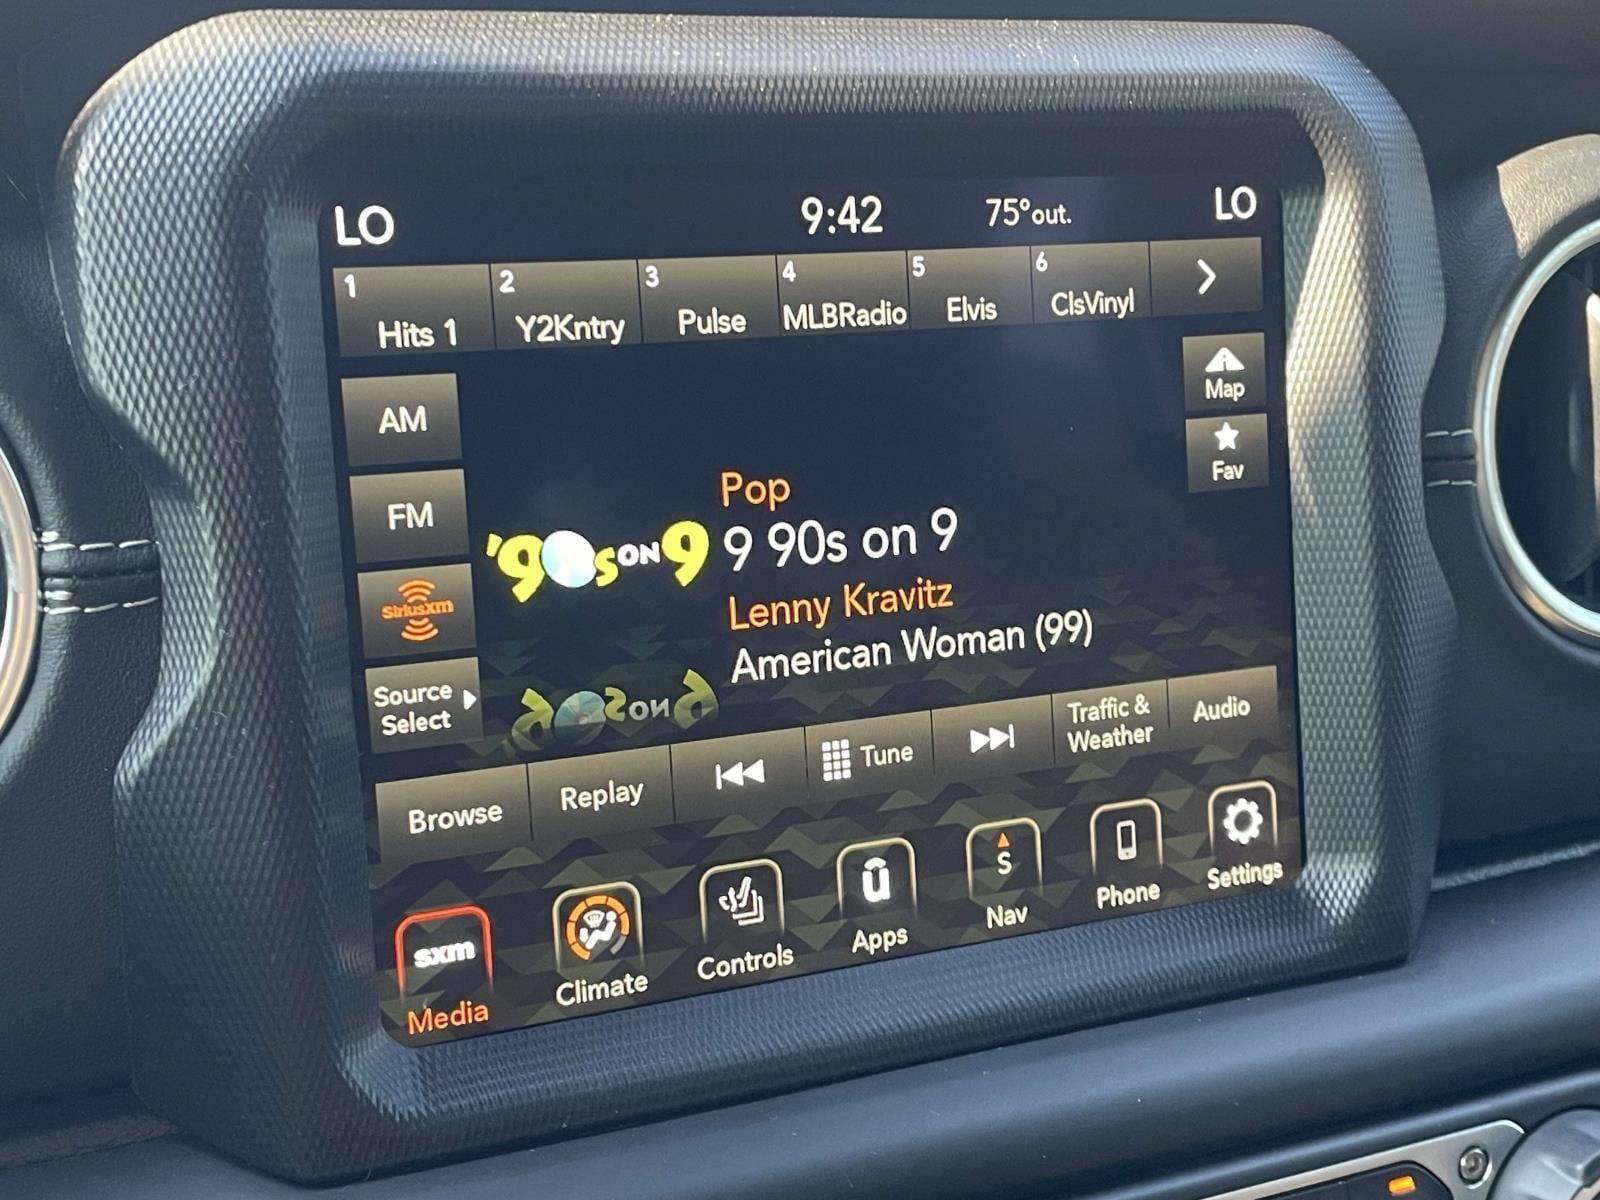 LO 9:42 75°out. LO
1 2 3 4 5 6
Hits 1 Y2Kntry Pulse MLBRadio Elvis ClsVinyl
AM
FM
SiriusXM
Source
Select
Map
Fav
'90s ON 9
Pop
9 90s on 9
Lenny Kravitz
American Woman (99)
Browse Replay Tune Traffic &
Weather Audio
sxm
Media Climate Controls
u
Apps
S
Nav Phone Settings